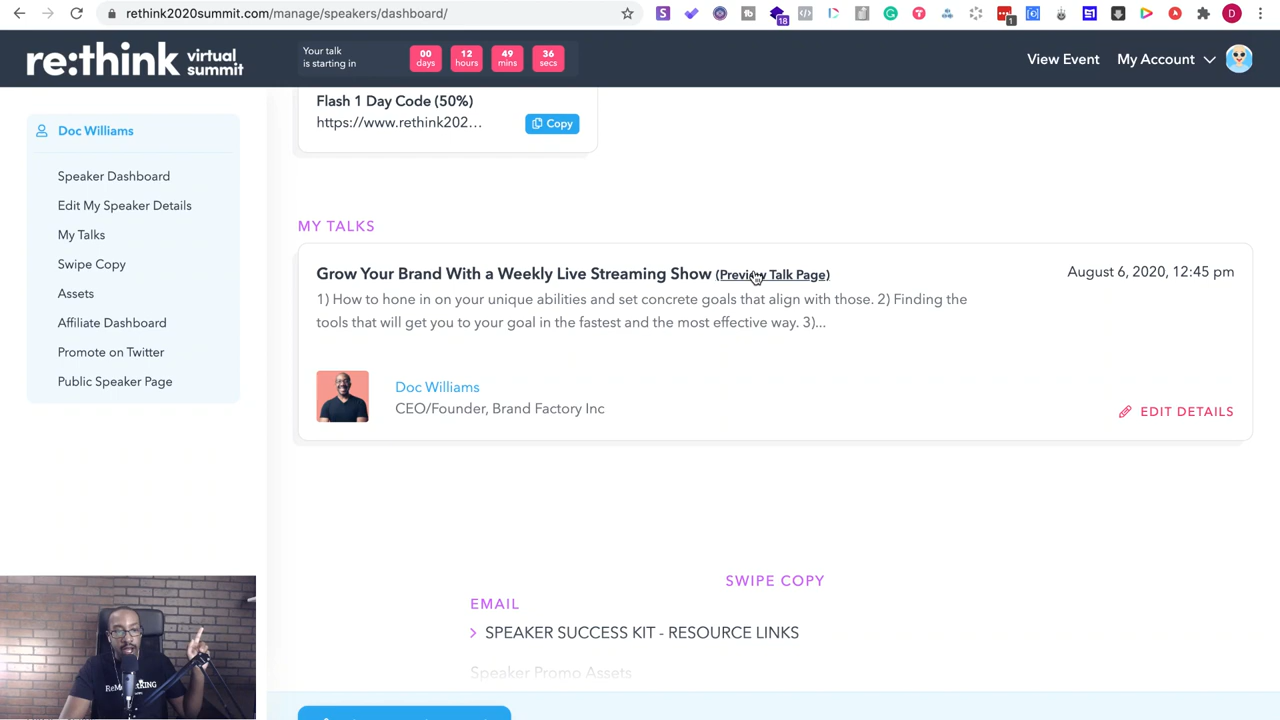 rethink2020summit.com/manage/speakers/dashboard/
S
18
1
D
re:think virtual summit
Your talk is starting in
00 days
12 hours
49 mins
36 secs
View Event
My Account
Doc Williams
Speaker Dashboard
Edit My Speaker Details
My Talks
Swipe Copy
Assets
Affiliate Dashboard
Promote on Twitter
Public Speaker Page
Flash 1 Day Code (50%)
https://www.rethink202...
Copy
MY TALKS
Grow Your Brand With a Weekly Live Streaming Show (Preview Talk Page)
August 6, 2020, 12:45 pm
1) How to hone in on your unique abilities and set concrete goals that align with those. 2) Finding the
tools that will get you to your goal in the fastest and the most effective way. 3)...
Doc Williams
CEO/Founder, Brand Factory Inc
EDIT DETAILS
SWIPE COPY
EMAIL
SPEAKER SUCCESS KIT - RESOURCE LINKS
Speaker Promo Assets